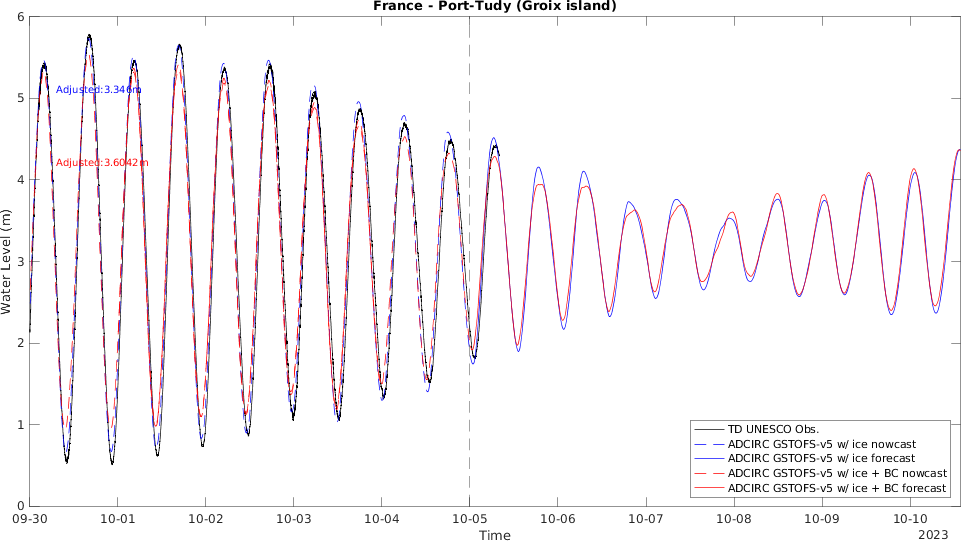 France - Port-Tudy (Groix island)
6
5
4
3
2
1
0
Water Level (m)
Adjusted:3.346m
Adjusted:3.6042m
TD UNESCO Obs.
ADCIRC GSTOFS-v5 w/ ice nowcast
ADCIRC GSTOFS-v5 w/ ice forecast
ADCIRC GSTOFS-v5 w/ ice + BC nowcast
ADCIRC GSTOFS-v5 w/ ice + BC forecast
09-30 10-01 10-02 10-03 10-04 10-05 10-06 10-07 10-08 10-09 10-10
Time
2023